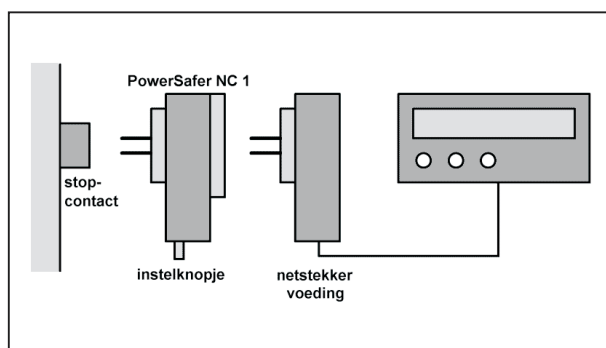 PowerSafer NC 1
stop-
contact
instelknopje
netstekker
voeding